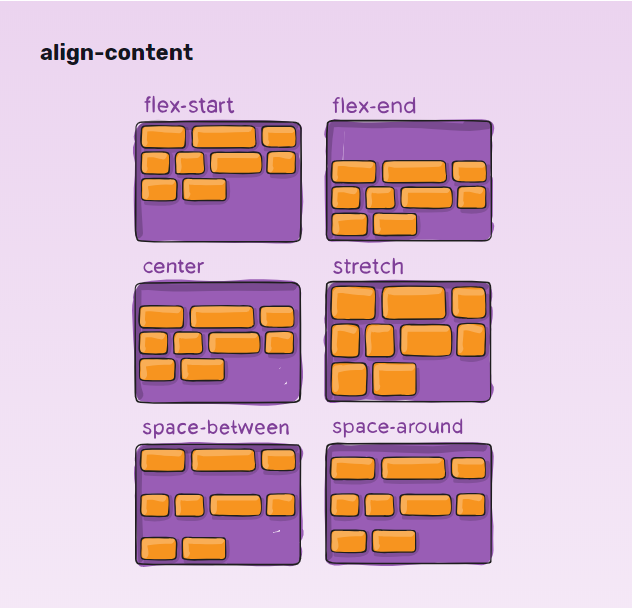 align-content
flex-start
flex-end
center
stretch
space-between
space-around